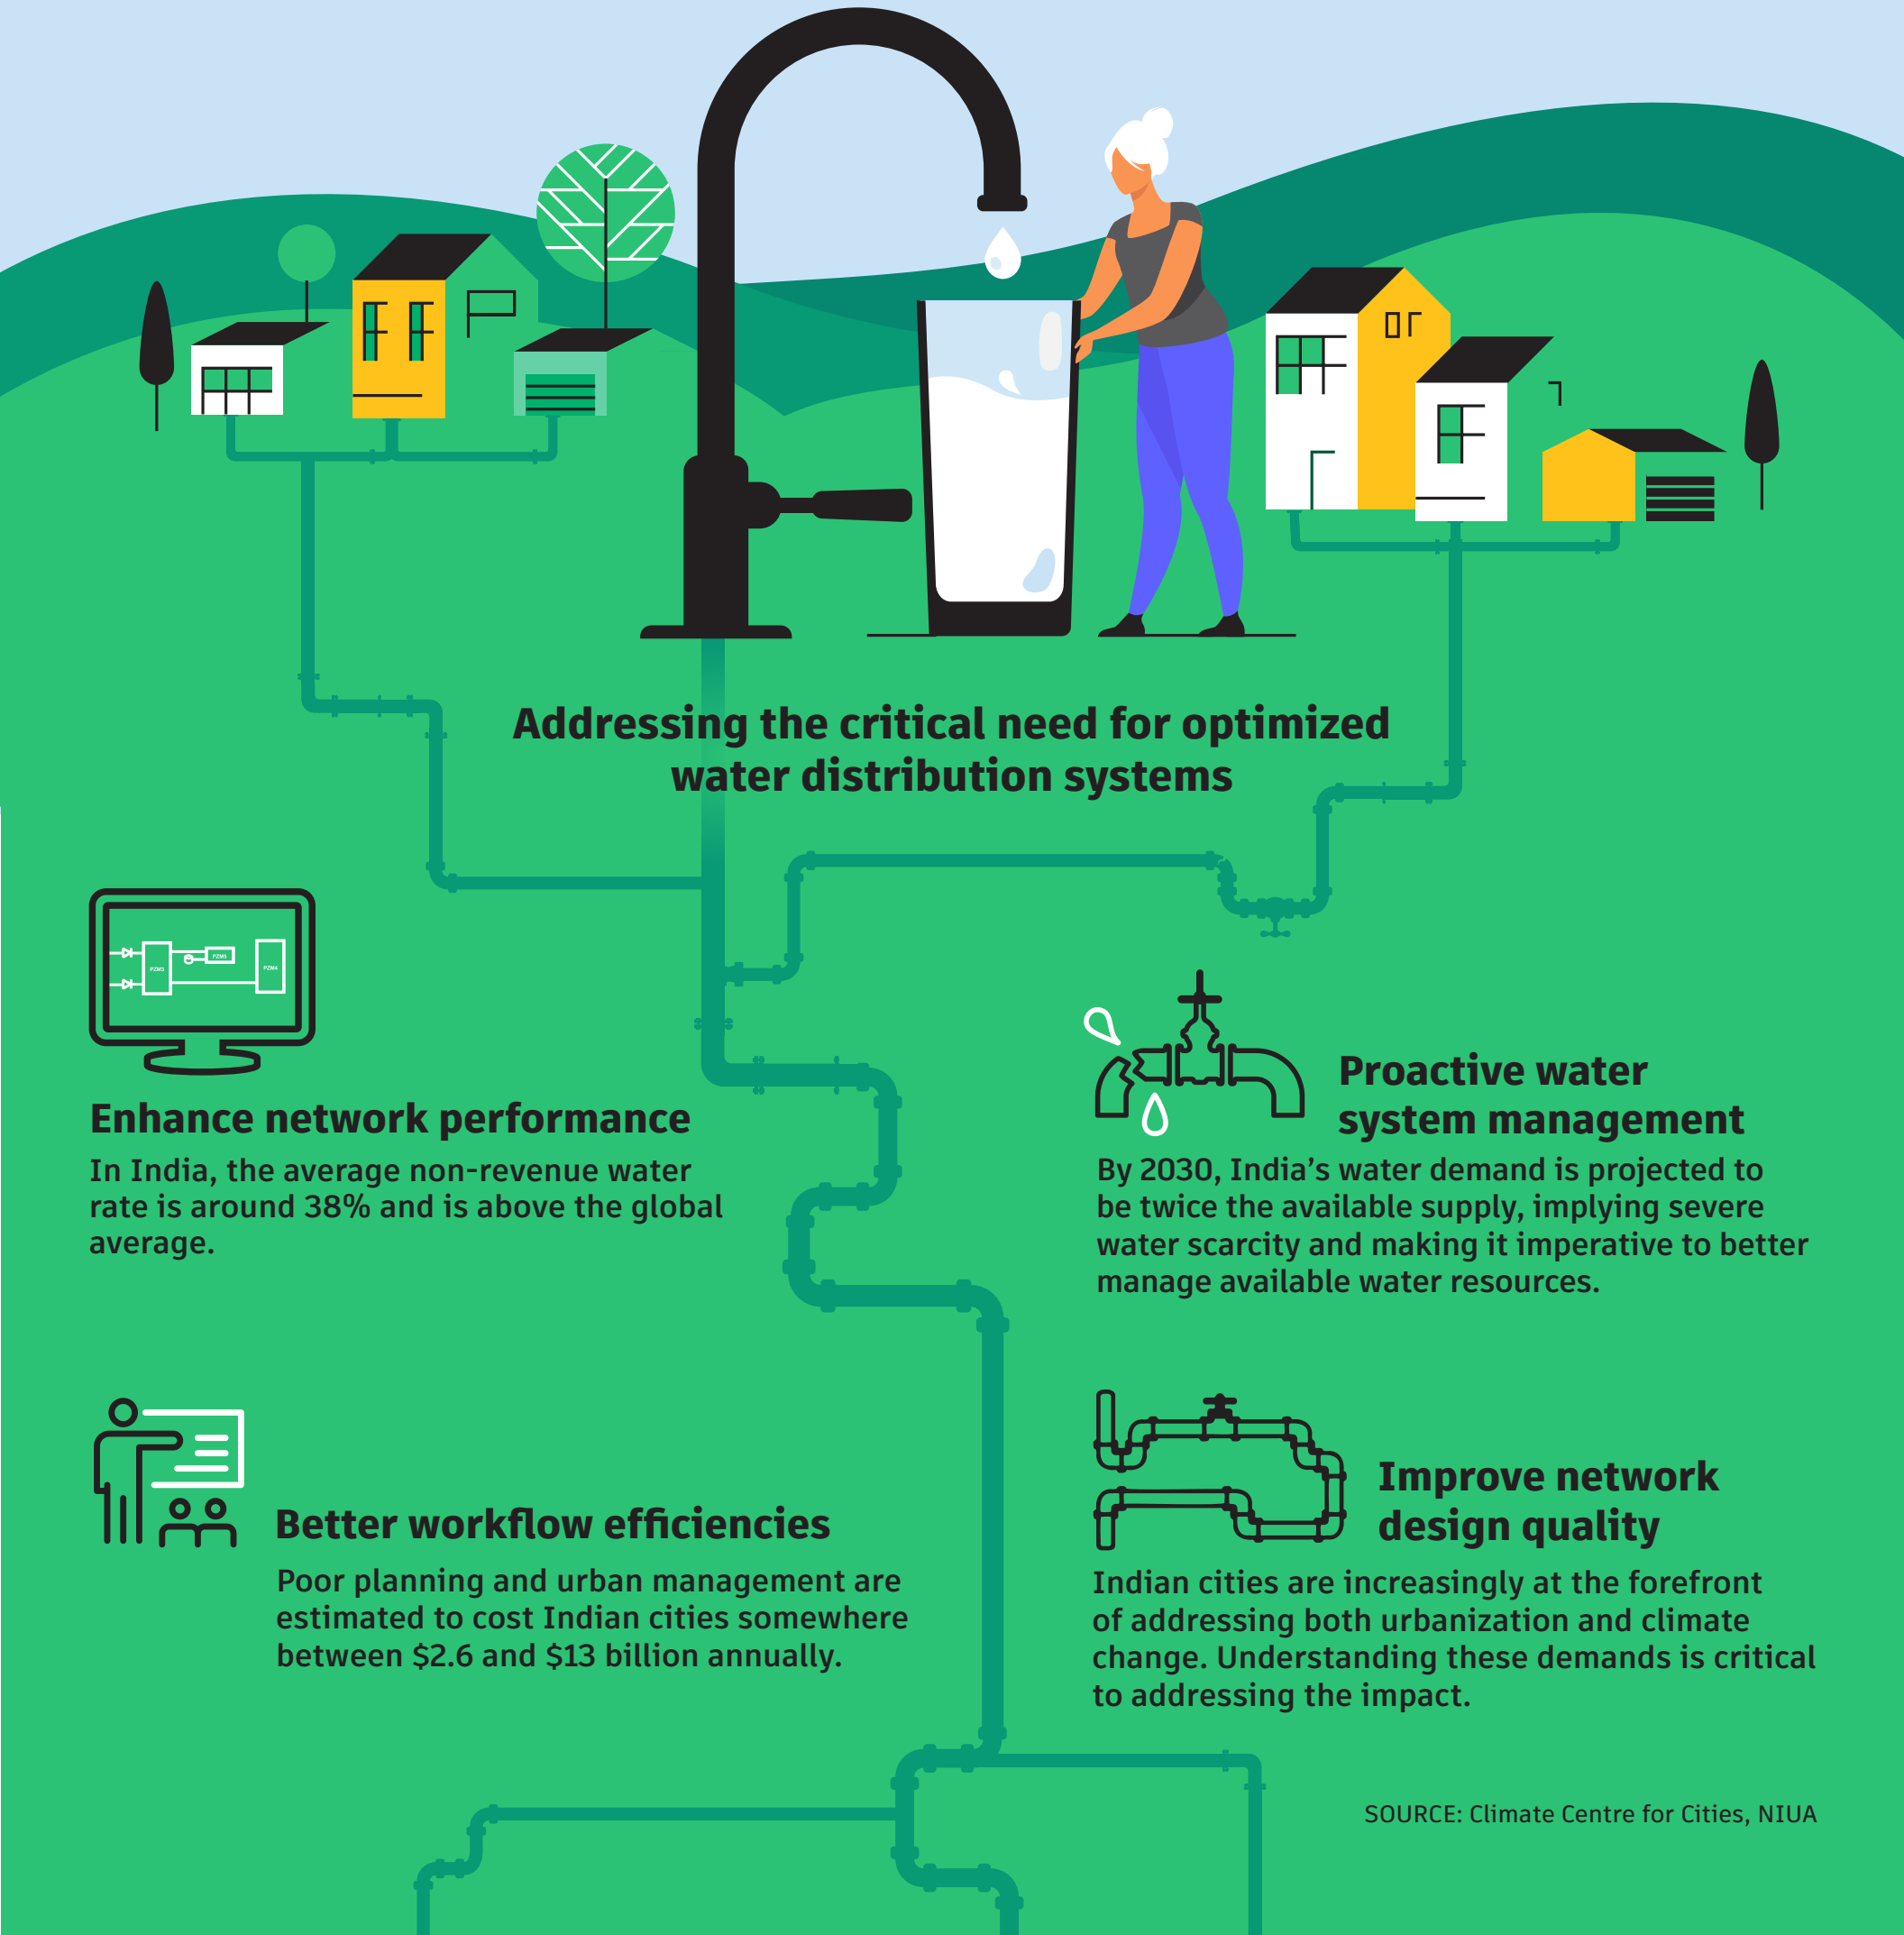 Addressing the critical need for optimized
water distribution systems
PZM3
PZM5
PZM4
Enhance network performance
In India, the average non-revenue water
rate is around 38% and is above the global
average.
Proactive water
system management
By 2030, India’s water demand is projected to
be twice the available supply, implying severe
water scarcity and making it imperative to better
manage available water resources.
Better workflow efficiencies
Poor planning and urban management are
estimated to cost Indian cities somewhere
between $2.6 and $13 billion annually.
Improve network
design quality
Indian cities are increasingly at the forefront
of addressing both urbanization and climate
change. Understanding these demands is critical
to addressing the impact.
SOURCE: Climate Centre for Cities, NIUA